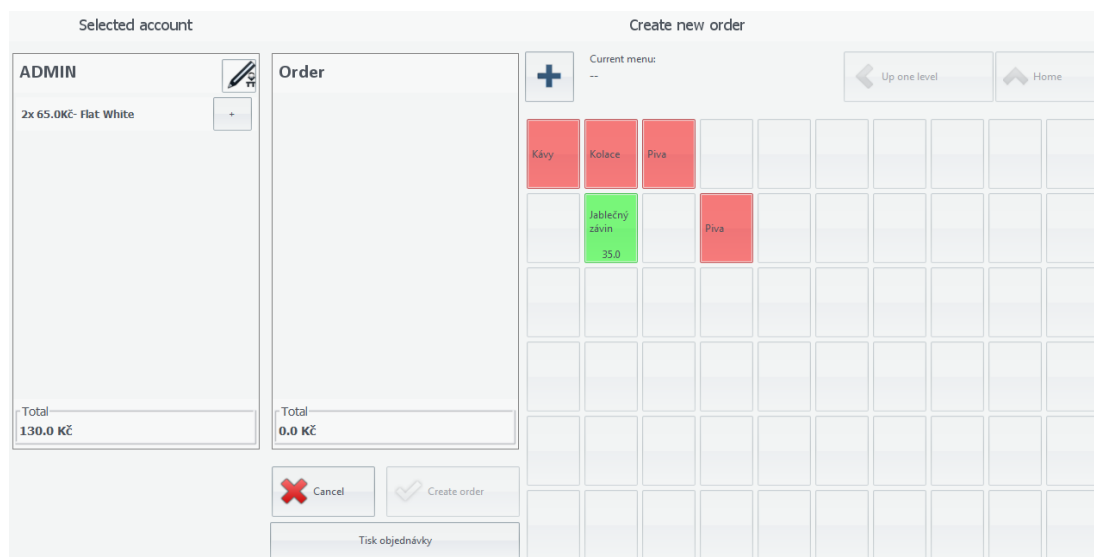 Selected account
Create new order
ADMIN
Order
Current menu:
--
Up one level
Home
2x 65.0Kč- Flat White
+
Kávy
Kolace
Piva
Jablečný
závin
35.0
Piva
Total
130.0 Kč
Total
0.0 Kč
Cancel
Create order
Tisk objednávky